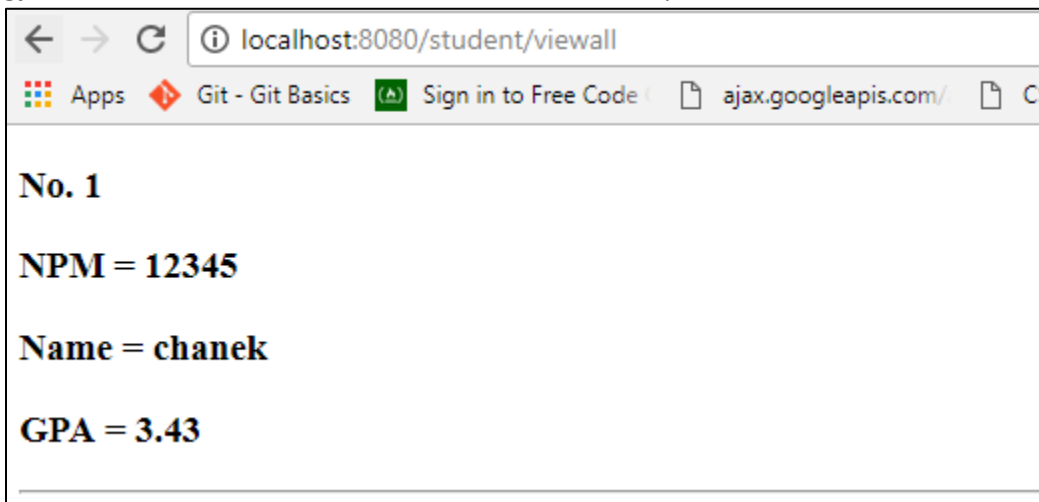 localhost:8080/student/viewall
Apps Git - Git Basics Sign in to Free Code ajax.googleapis.com/
No. 1
NPM = 12345
Name = chanek
GPA = 3.43